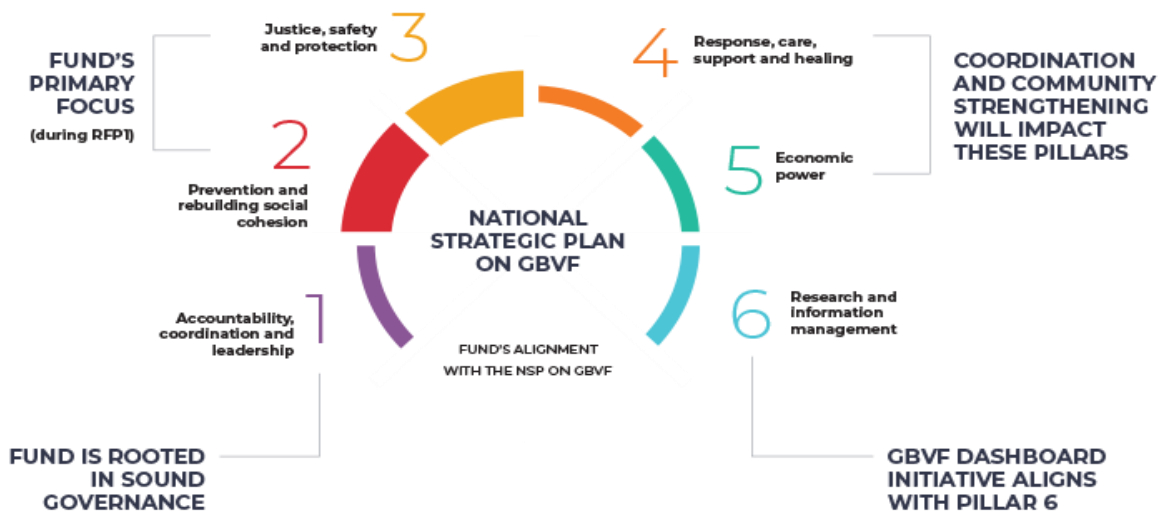 FUND'S
PRIMARY
FOCUS
(during RFP1)
3
Justice, safety
and protection
2
Prevention and
rebuilding social
cohesion
1
Accountability,
coordination and
leadership
FUND IS ROOTED
IN SOUND
GOVERNANCE
NATIONAL
STRATEGIC PLAN
ON GBVF
FUND'S ALIGNMENT
WITH THE NSP ON GBVF
4
Response, care,
support and healing
5
Economic
power
COORDINATION
AND COMMUNITY
STRENGTHENING
WILL IMPACT
THESE PILLARS
6
Research and
information
management
GBVF DASHBOARD
INITIATIVE ALIGNS
WITH PILLAR 6